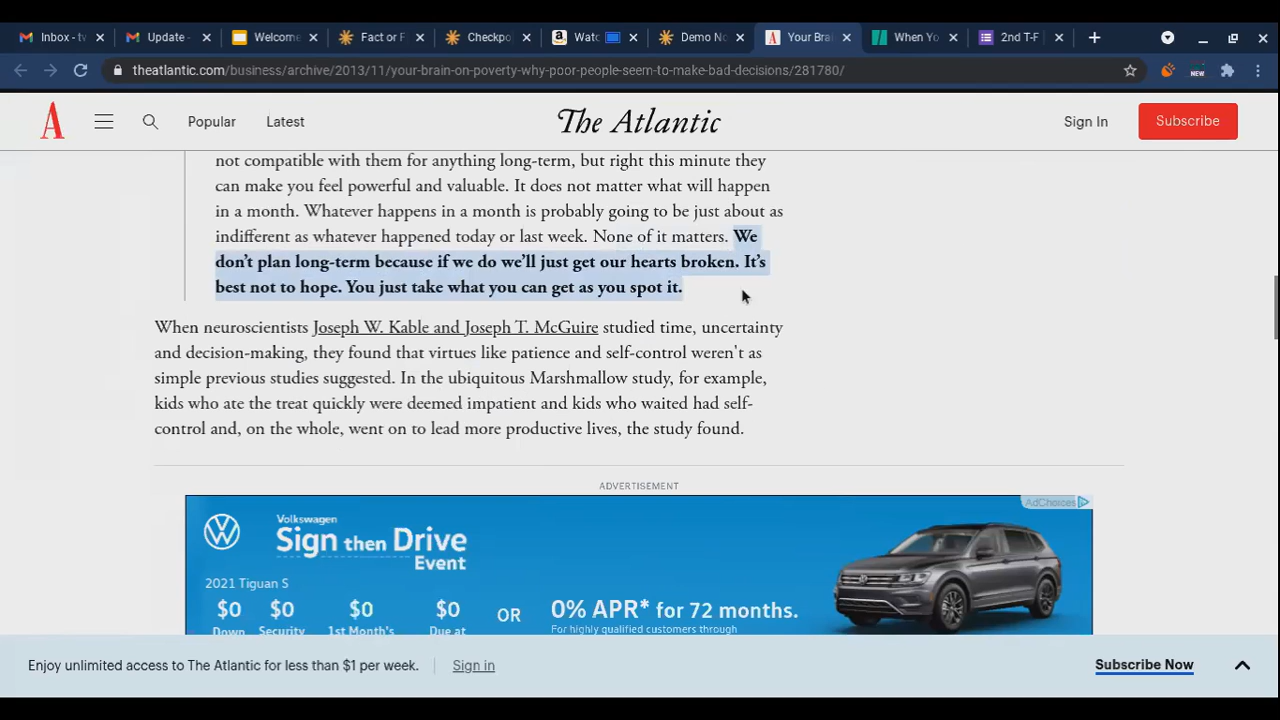 Inbox - tw
Update -
Welcome
Fact or F
Checkpo
Watc
Demo No
Your Brai
When Yo
2nd T-F
theatlantic.com/business/archive/2013/11/your-brain-on-poverty-why-poor-people-seem-to-make-bad-decisions/281780/
NEW
Popular
Latest
The Atlantic
Sign In
Subscribe
not compatible with them for anything long-term, but right this minute they
can make you feel powerful and valuable. It does not matter what will happen
in a month. Whatever happens in a month is probably going to be just about as
indifferent as whatever happened today or last week. None of it matters. We
don’t plan long-term because if we do we’ll just get our hearts broken. It’s
best not to hope. You just take what you can get as you spot it.
When neuroscientists Joseph W. Kable and Joseph T. McGuire studied time, uncertainty
and decision-making, they found that virtues like patience and self-control weren't as
simple previous studies suggested. In the ubiquitous Marshmallow study, for example,
kids who ate the treat quickly were deemed impatient and kids who waited had self-
control and, on the whole, went on to lead more productive lives, the study found.
ADVERTISEMENT
AdChoices
Volkswagen
Sign then Drive
Event
2021 Tiguan S
$0 $0 $0 $0 OR 0% APR* for 72 months.
Down Security 1st Month's Due at For highly qualified customers through
Enjoy unlimited access to The Atlantic for less than $1 per week.
Sign in
Subscribe Now